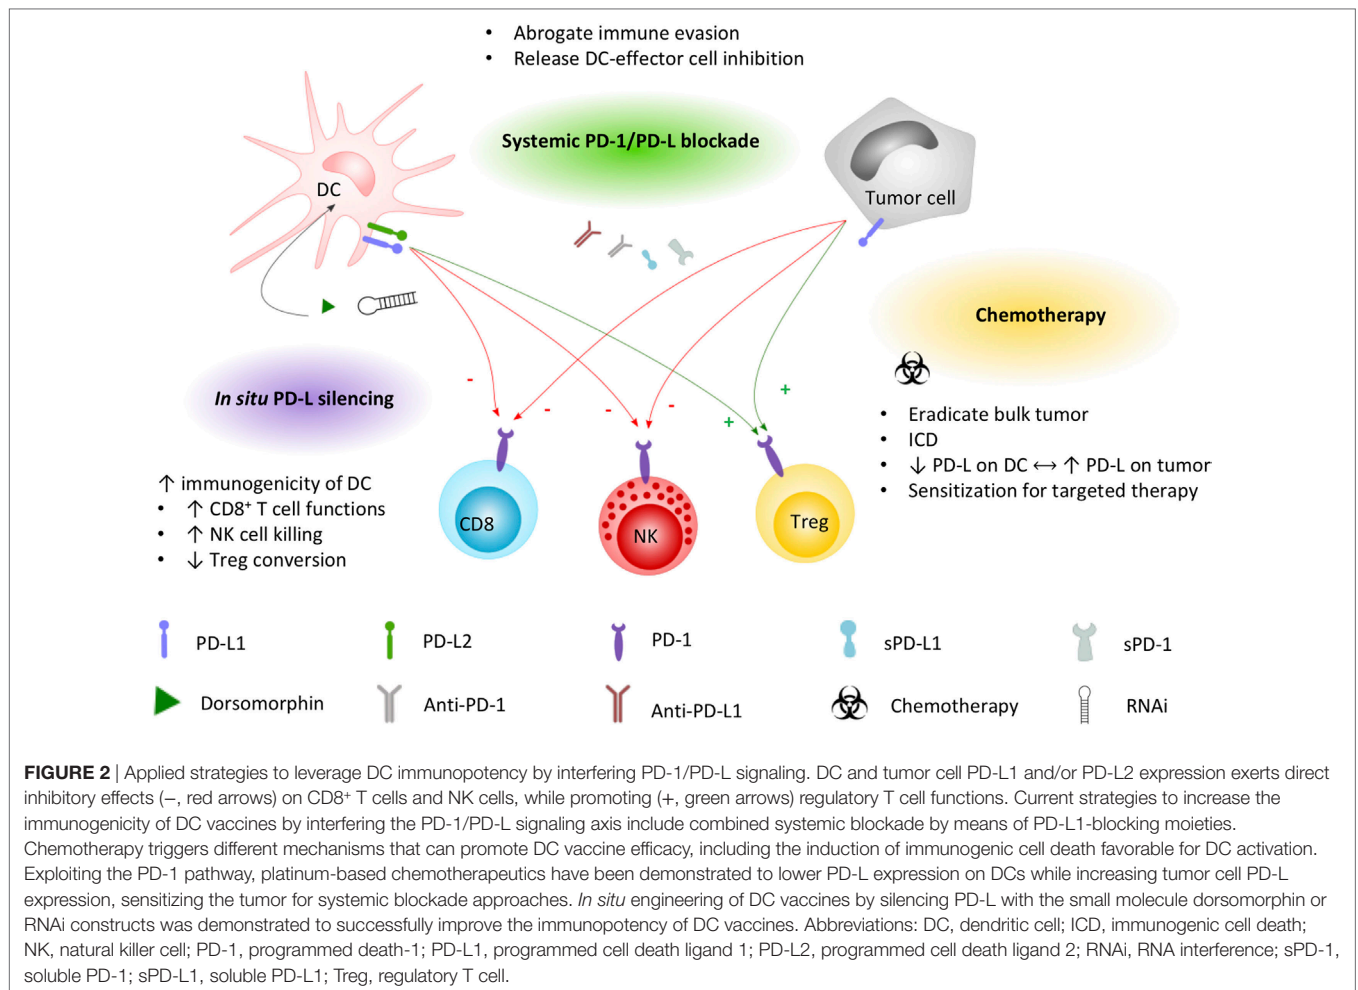 • Abrogate immune evasion
• Release DC-effector cell inhibition
Systemic PD-1/PD-L blockade
DC
Tumor cell
Chemotherapy
In situ PD-L silencing
-
-
-
-
+
+
• Eradicate bulk tumor
• ICD
• ↓ PD-L on DC ↔ ↑ PD-L on tumor
• Sensitization for targeted therapy
↑ immunogenicity of DC
• ↑ CD8⁺ T cell functions
• ↑ NK cell killing
• ↓ Treg conversion
CD8
NK
Treg
PD-L1
PD-L2
PD-1
sPD-L1
sPD-1
Dorsomorphin
Anti-PD-1
Anti-PD-L1
Chemotherapy
RNAi
FIGURE 2 | Applied strategies to leverage DC immunopotency by interfering PD-1/PD-L signaling. DC and tumor cell PD-L1 and/or PD-L2 expression exerts direct
inhibitory effects (−, red arrows) on CD8⁺ T cells and NK cells, while promoting (+, green arrows) regulatory T cell functions. Current strategies to increase the
immunogenicity of DC vaccines by interfering the PD-1/PD-L signaling axis include combined systemic blockade by means of PD-L1-blocking moieties.
Chemotherapy triggers different mechanisms that can promote DC vaccine efficacy, including the induction of immunogenic cell death favorable for DC activation.
Exploiting the PD-1 pathway, platinum-based chemotherapeutics have been demonstrated to lower PD-L expression on DCs while increasing tumor cell PD-L
expression, sensitizing the tumor for systemic blockade approaches. In situ engineering of DC vaccines by silencing PD-L with the small molecule dorsomorphin or
RNAi constructs was demonstrated to successfully improve the immunopotency of DC vaccines. Abbreviations: DC, dendritic cell; ICD, immunogenic cell death;
NK, natural killer cell; PD-1, programmed death-1; PD-L1, programmed cell death ligand 1; PD-L2, programmed cell death ligand 2; RNAi, RNA interference; sPD-1,
soluble PD-1; sPD-L1, soluble PD-L1; Treg, regulatory T cell.